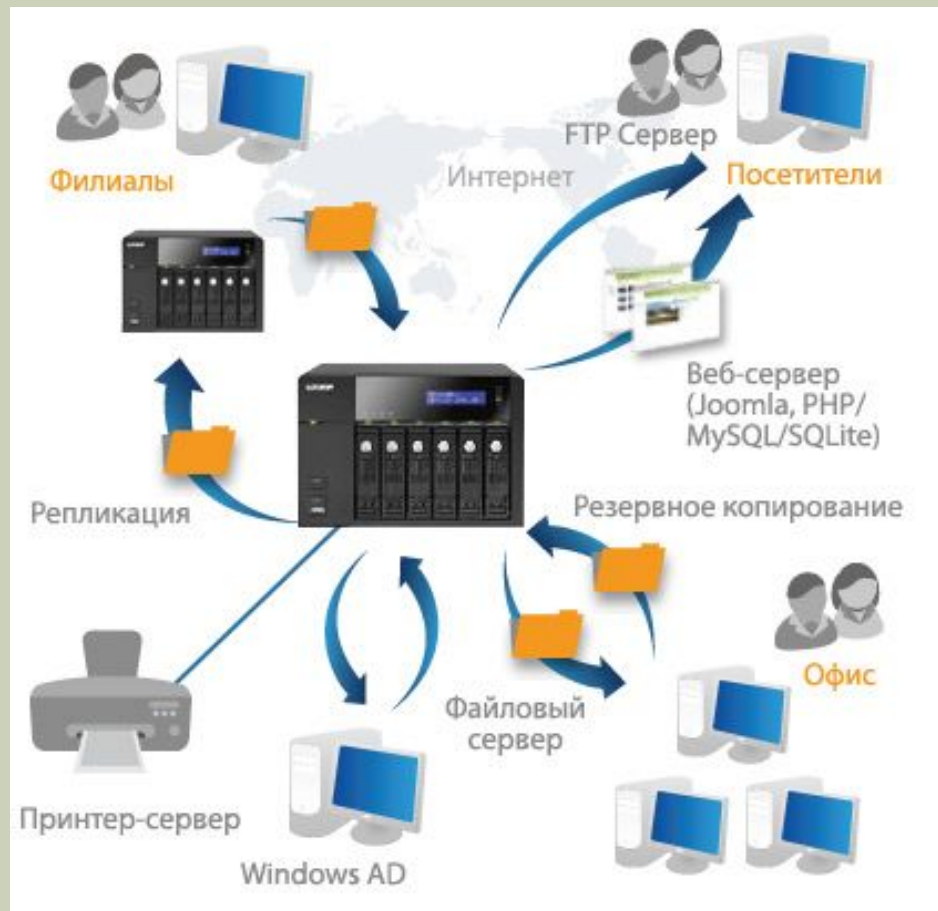 FTP Сервер
Филиалы
Интернет
Посетители
Веб-сервер
(Joomla, PHP/
MySQL/SQLite)
Репликация
Резервное копирование
Офис
Файловый
сервер
Принтер-сервер
Windows AD